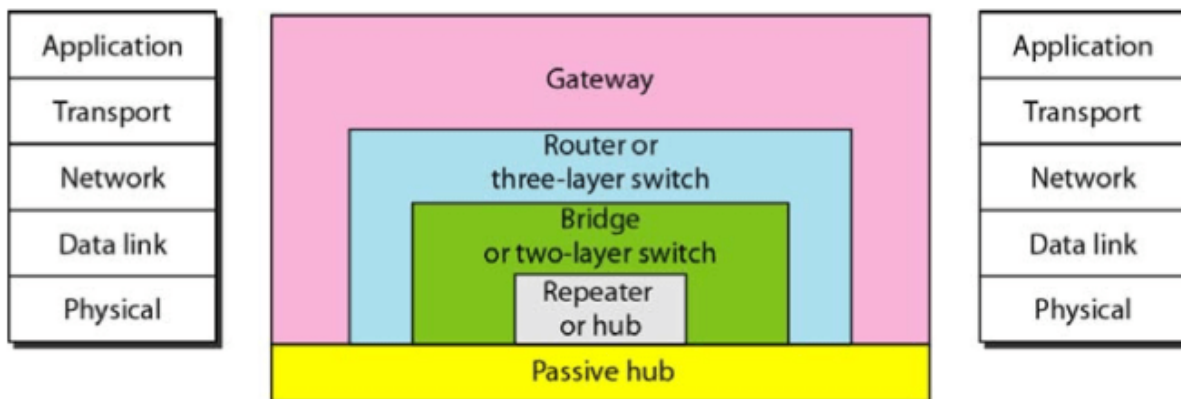 Application
Transport
Network
Data link
Physical
Gateway
Router or
three-layer switch
Bridge
or two-layer switch
Repeater
or hub
Passive hub
Application
Transport
Network
Data link
Physical